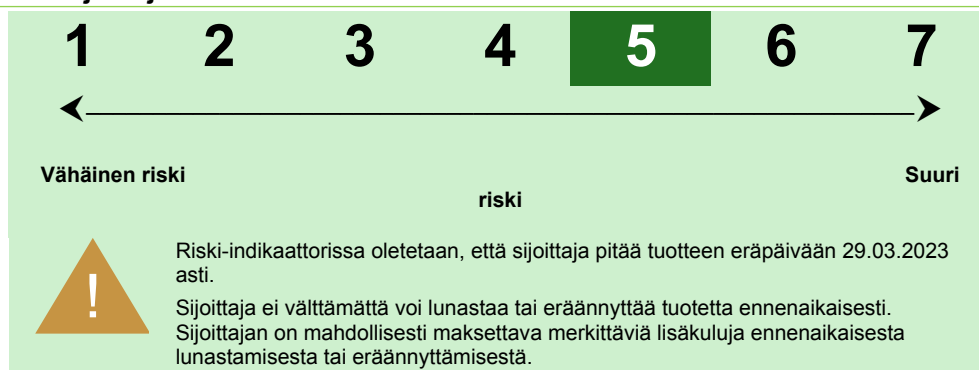 1 2 3 4 5 6 7
Vähäinen riski Suuri
riski
!
Riski-indikaattorissa oletetaan, että sijoittaja pitää tuotteen eräpäivään 29.03.2023
asti.
Sijoittaja ei välttämättä voi lunastaa tai eräännyttää tuotetta ennenaikaisesti.
Sijoittajan on mahdollisesti maksettava merkittäviä lisäkuluja ennenaikaisesta
lunastamisesta tai eräännyttämisestä.